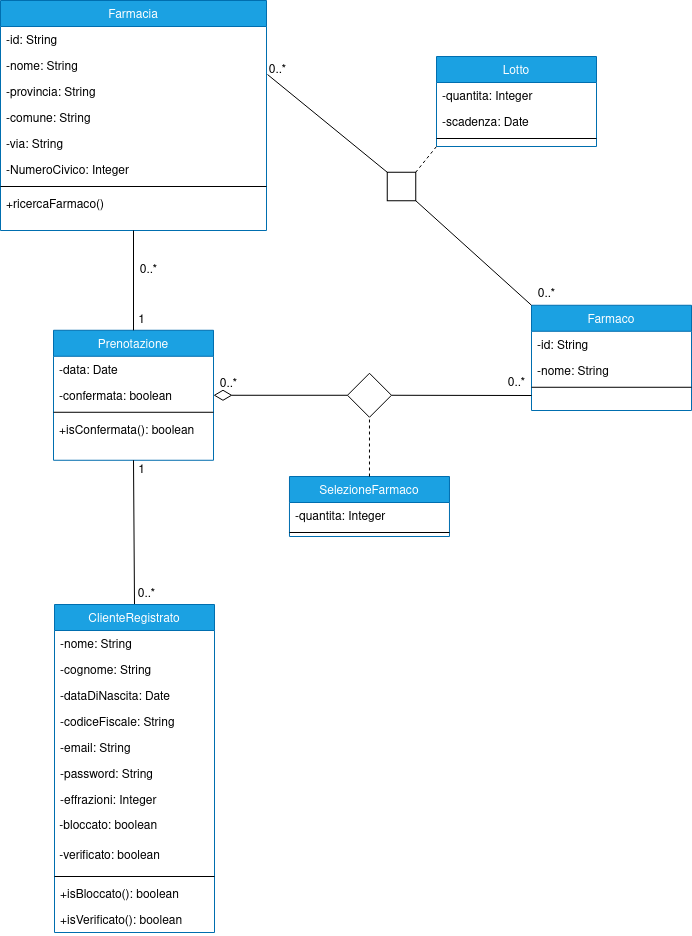 Farmacia
-id: String
-nome: String
-provincia: String
-comune: String
-via: String
-NumeroCivico: Integer
+ricercaFarmaco()
0..*
Lotto
-quantita: Integer
-scadenza: Date
0..*
0..*
1
Farmaco
-id: String
-nome: String
Prenotazione
-data: Date
-confermata: boolean
+isConfermata(): boolean
0..*
0..*
1
SelezioneFarmaco
-quantita: Integer
0..*
ClienteRegistrato
-nome: String
-cognome: String
-dataDiNascita: Date
-codiceFiscale: String
-email: String
-password: String
-effrazioni: Integer
-bloccato: boolean
-verificato: boolean
+isBloccato(): boolean
+isVerificato(): boolean